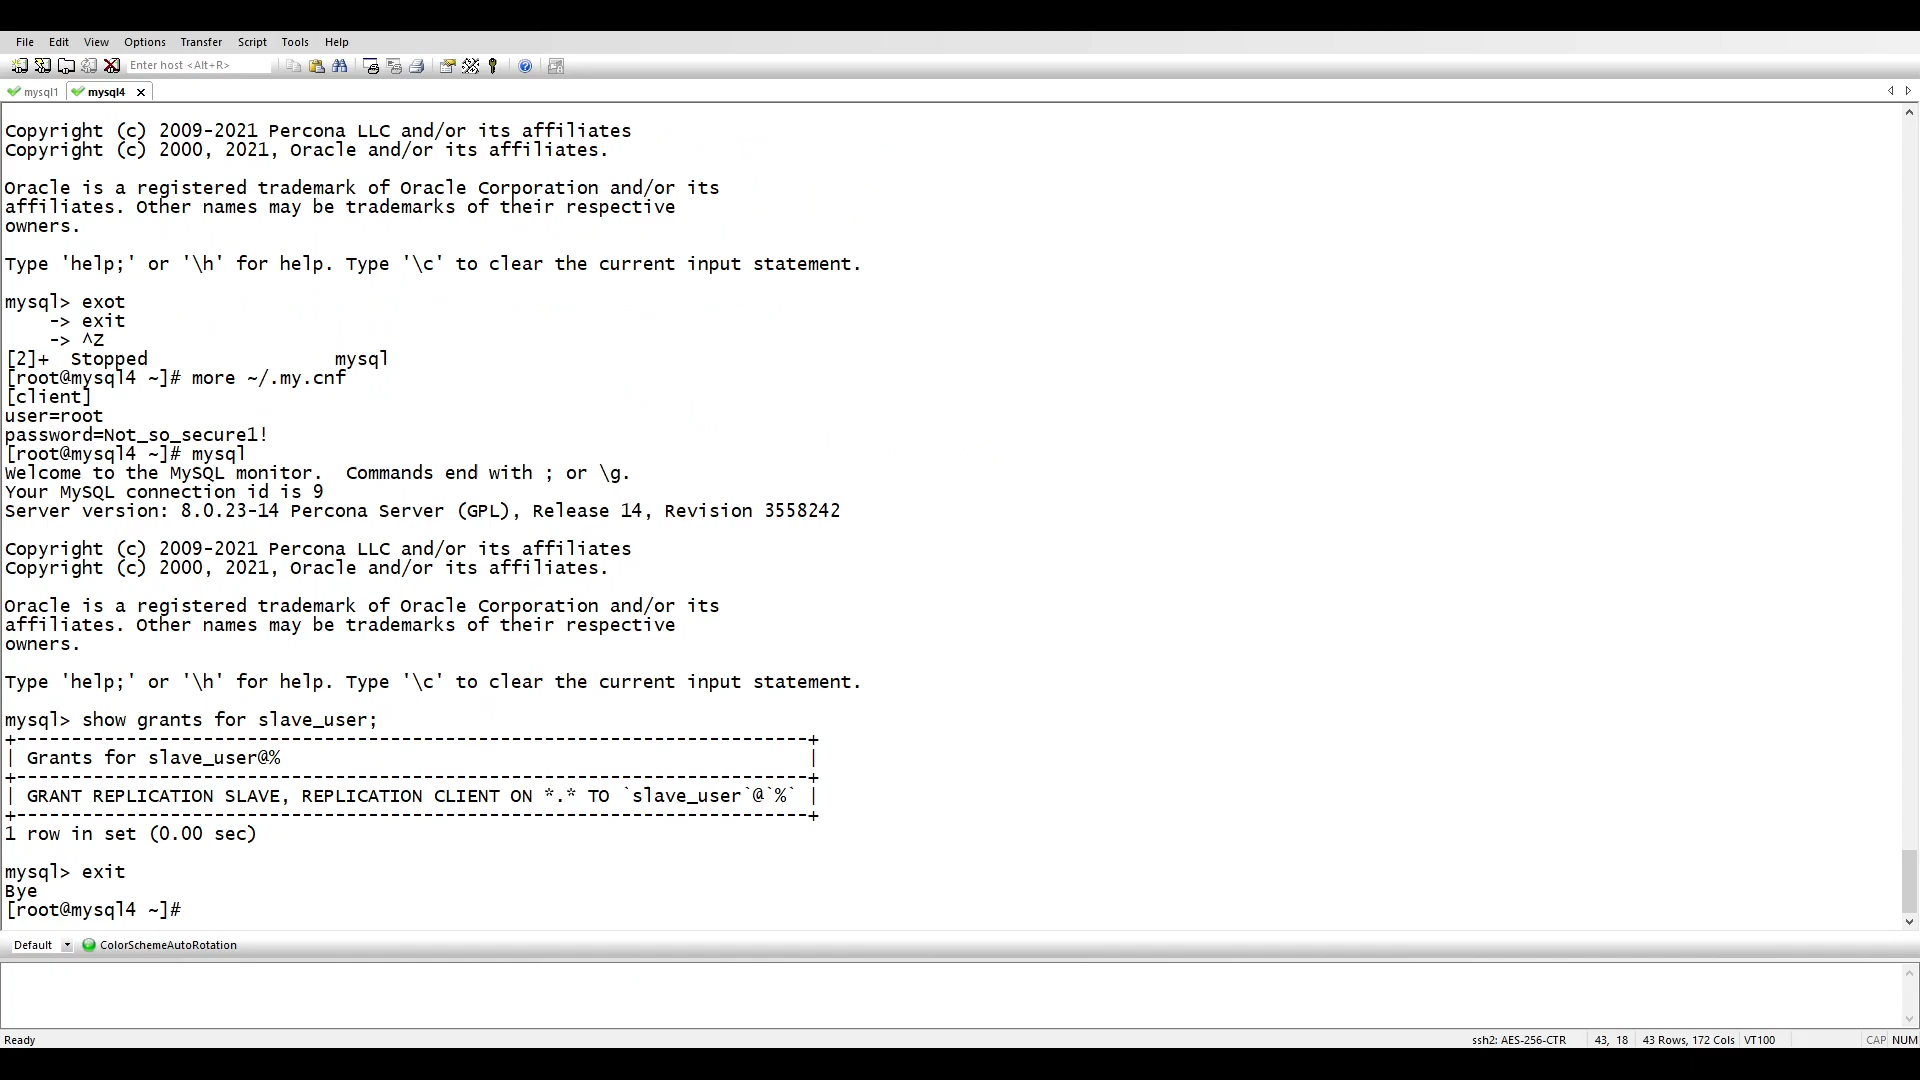 File Edit View Options Transfer Script Tools Help
Enter host <Alt+R>
mysql1 mysql4
Copyright (c) 2009-2021 Percona LLC and/or its affiliates
Copyright (c) 2000, 2021, Oracle and/or its affiliates.
Oracle is a registered trademark of Oracle Corporation and/or its
affiliates. Other names may be trademarks of their respective
owners.
Type 'help;' or '\h' for help. Type '\c' to clear the current input statement.
mysql> exot
    -> exit
    -> ^Z
[2]+  Stopped                 mysql
[root@mysql4 ~]# more ~/.my.cnf
[client]
user=root
password=Not_so_secure1!
[root@mysql4 ~]# mysql
Welcome to the MySQL monitor.  Commands end with ; or \g.
Your MySQL connection id is 9
Server version: 8.0.23-14 Percona Server (GPL), Release 14, Revision 3558242
Copyright (c) 2009-2021 Percona LLC and/or its affiliates
Copyright (c) 2000, 2021, Oracle and/or its affiliates.
Oracle is a registered trademark of Oracle Corporation and/or its
affiliates. Other names may be trademarks of their respective
owners.
Type 'help;' or '\h' for help. Type '\c' to clear the current input statement.
mysql> show grants for slave_user;
+------------------------------------------------------------------------+
| Grants for slave_user@%                                                |
+------------------------------------------------------------------------+
| GRANT REPLICATION SLAVE, REPLICATION CLIENT ON *.* TO `slave_user`@`%` |
+------------------------------------------------------------------------+
1 row in set (0.00 sec)
mysql> exit
Bye
[root@mysql4 ~]#
Default ColorSchemeAutoRotation
Ready ssh2: AES-256-CTR 43, 18 43 Rows, 172 Cols VT100 CAP NUM